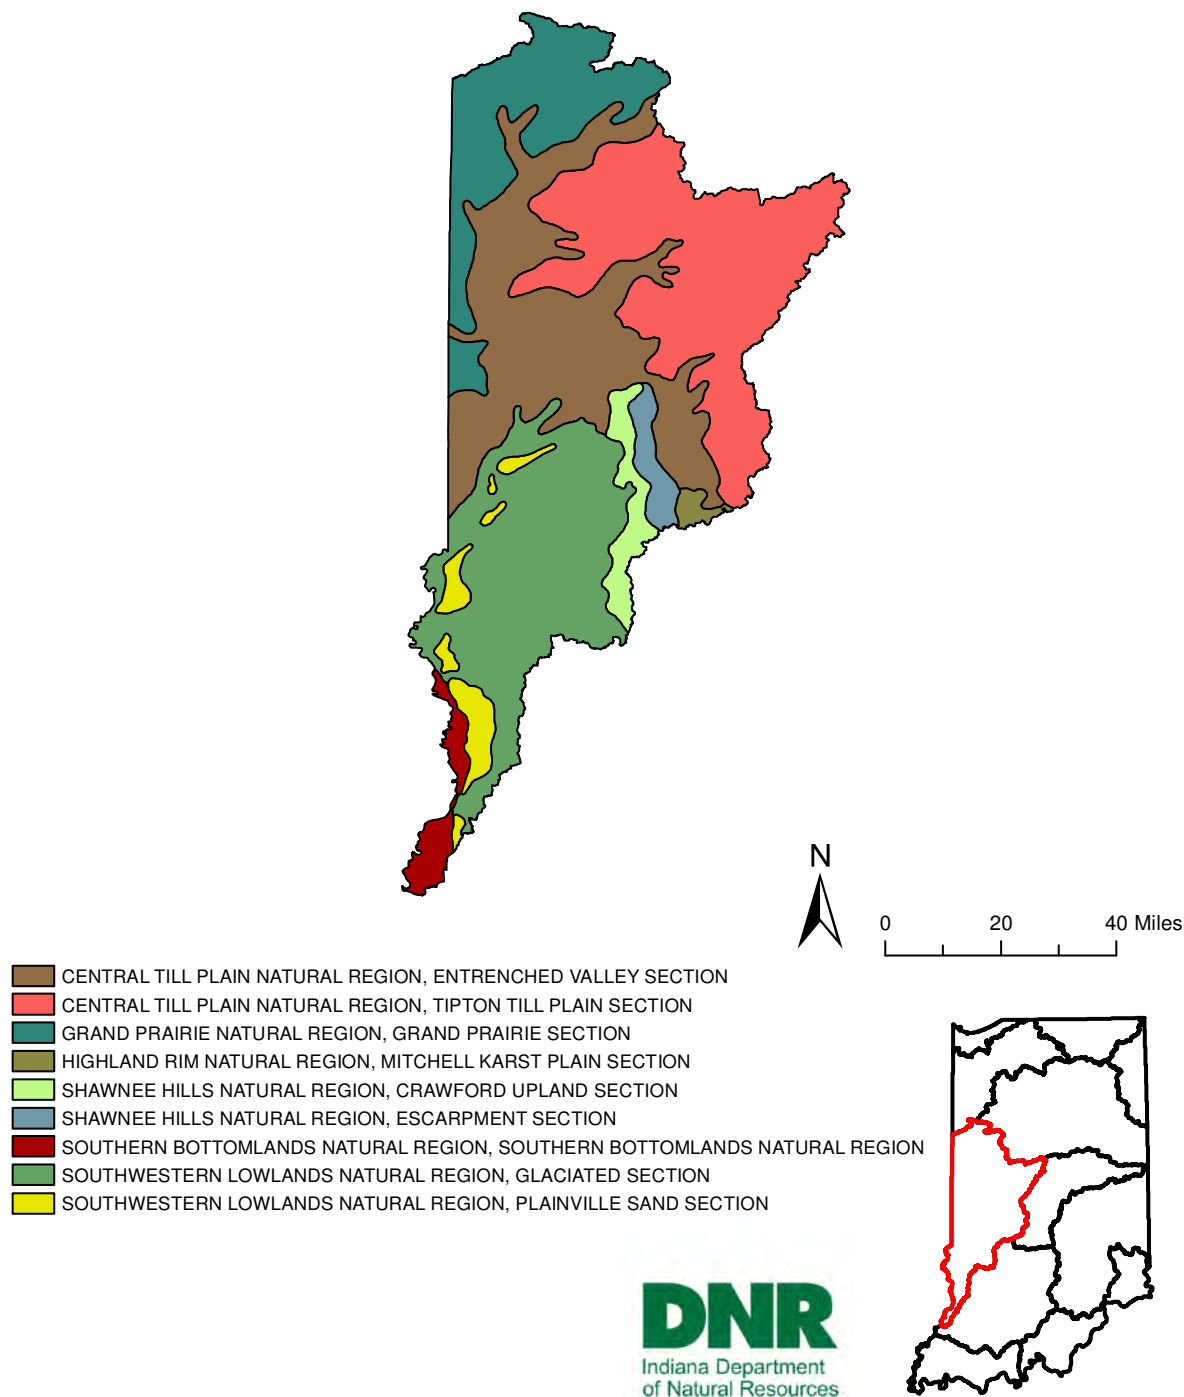 N
0 20 40 Miles
CENTRAL TILL PLAIN NATURAL REGION, ENTRENCHED VALLEY SECTION
CENTRAL TILL PLAIN NATURAL REGION, TIPTON TILL PLAIN SECTION
GRAND PRAIRIE NATURAL REGION, GRAND PRAIRIE SECTION
HIGHLAND RIM NATURAL REGION, MITCHELL KARST PLAIN SECTION
SHAWNEE HILLS NATURAL REGION, CRAWFORD UPLAND SECTION
SHAWNEE HILLS NATURAL REGION, ESCARPMENT SECTION
SOUTHERN BOTTOMLANDS NATURAL REGION, SOUTHERN BOTTOMLANDS NATURAL REGION
SOUTHWESTERN LOWLANDS NATURAL REGION, GLACIATED SECTION
SOUTHWESTERN LOWLANDS NATURAL REGION, PLAINVILLE SAND SECTION
DNR
Indiana Department
of Natural Resources